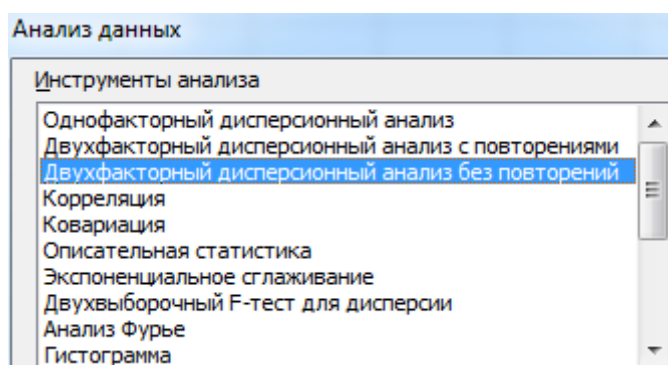 Анализ данных
Инструменты анализа
Однофакторный дисперсионный анализ
Двухфакторный дисперсионный анализ с повторениями
Двухфакторный дисперсионный анализ без повторений
Корреляция
Ковариация
Описательная статистика
Экспоненциальное сглаживание
Двухвыборочный F-тест для дисперсии
Анализ Фурье
Гистограмма